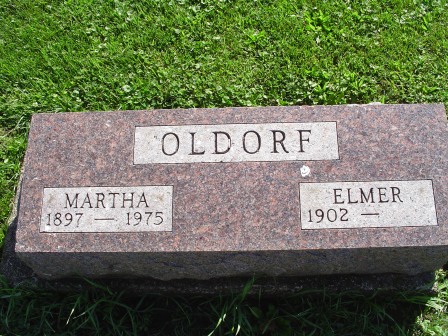 OLDORF
MARTHA
1897 — 1975
ELMER
1902 —